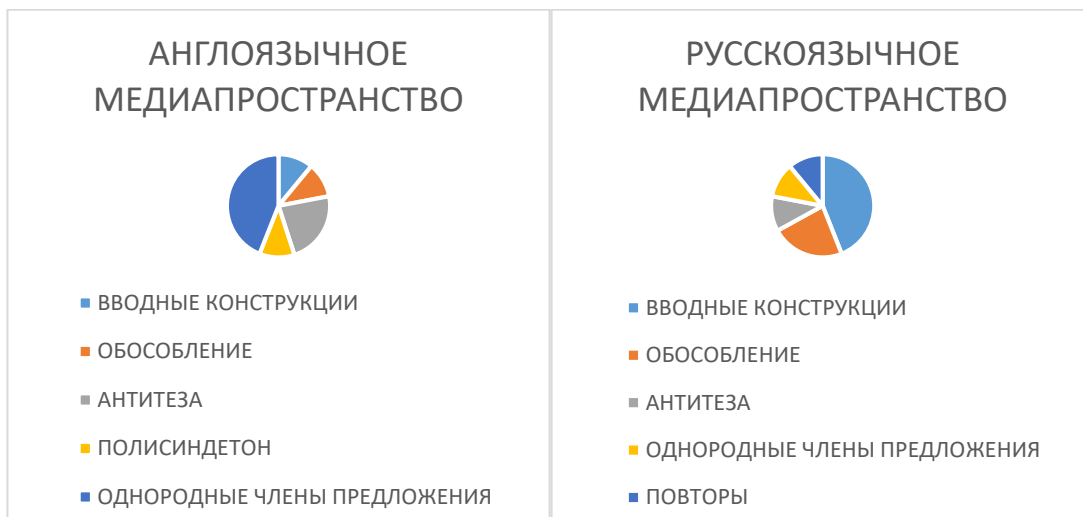 АНГЛОЯЗЫЧНОЕ
МЕДИАПРОСТРАНСТВО
ВВОДНЫЕ КОНСТРУКЦИИ
ОБОСОБЛЕНИЕ
АНТИТЕЗА
ПОЛИСИНДЕТОН
ОДНОРОДНЫЕ ЧЛЕНЫ ПРЕДЛОЖЕНИЯ
РУССКОЯЗЫЧНОЕ
МЕДИАПРОСТРАНСТВО
ВВОДНЫЕ КОНСТРУКЦИИ
ОБОСОБЛЕНИЕ
АНТИТЕЗА
ОДНОРОДНЫЕ ЧЛЕНЫ ПРЕДЛОЖЕНИЯ
ПОВТОРЫ